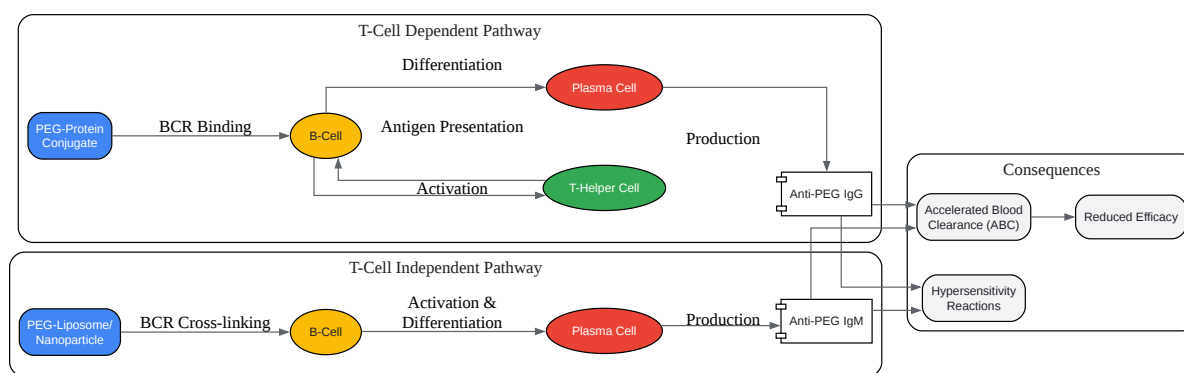 T-Cell Dependent Pathway
Differentiation
Plasma Cell
PEG-Protein
Conjugate
BCR Binding
B-Cell
Antigen Presentation
Production
Activation
T-Helper Cell
Anti-PEG IgG
Consequences
Accelerated Blood
Clearance (ABC)
Reduced Efficacy
Hypersensitivity
Reactions
T-Cell Independent Pathway
PEG-Liposome/
Nanoparticle
BCR Cross-linking
B-Cell
Activation &
Differentiation
Plasma Cell
Production
Anti-PEG IgM